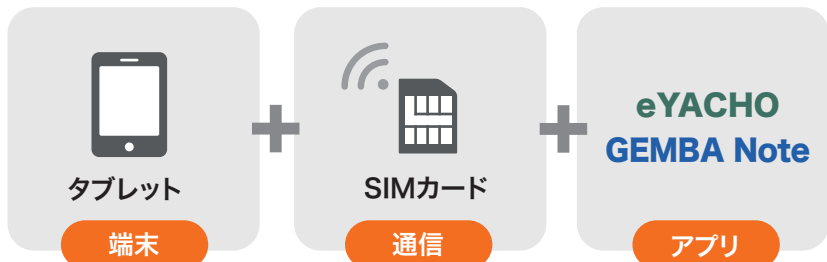 タブレット
端末
SIMカード
通信
eYACHO
GEMBA Note
アプリ